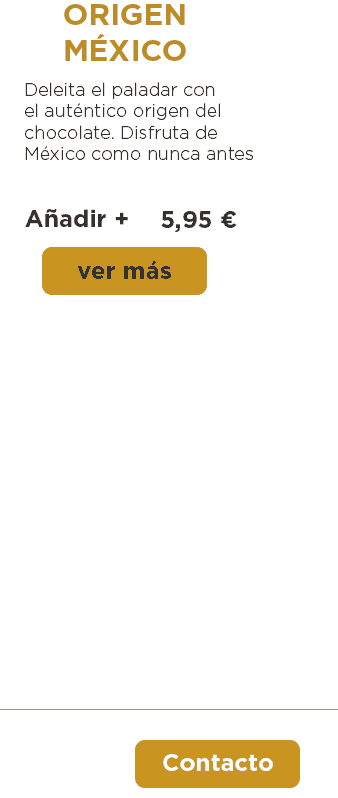 ORIGEN
MÉXICO
Deleita el paladar con
el auténtico origen del
chocolate. Disfruta de
México como nunca antes
Añadir + 5,95 €
ver más
Contacto